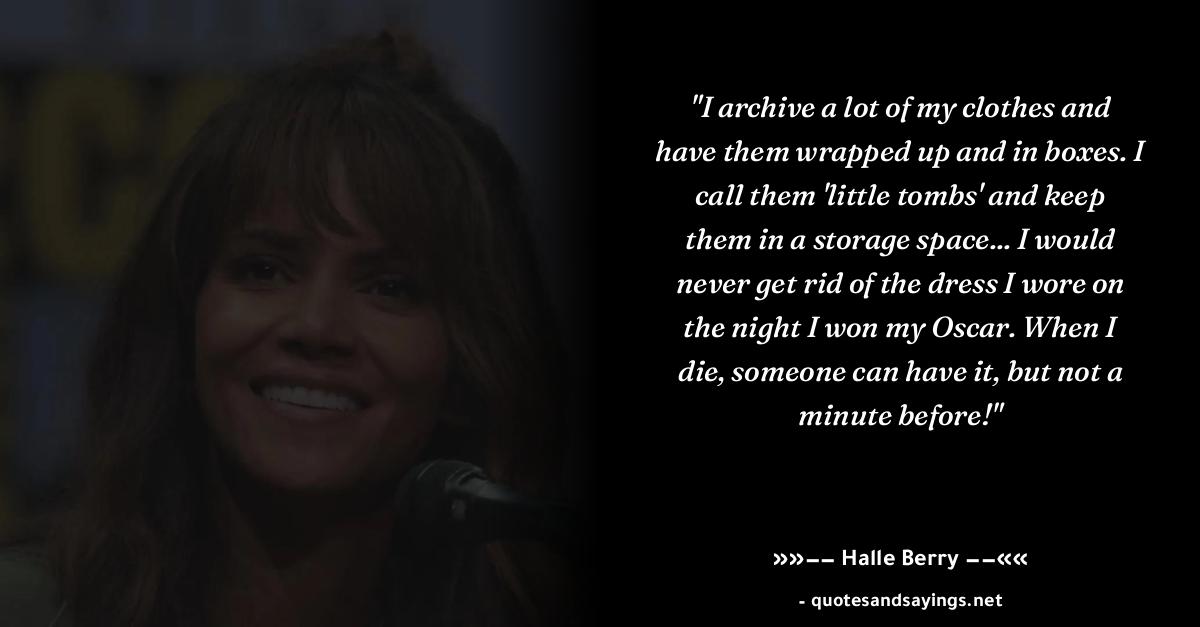 "I archive a lot of my clothes and
have them wrapped up and in boxes. I
call them 'little tombs' and keep
them in a storage space... I would
never get rid of the dress I wore on
the night I won my Oscar. When I
die, someone can have it, but not a
minute before!"
»»–– Halle Berry ––««
- quotesandsayings.net